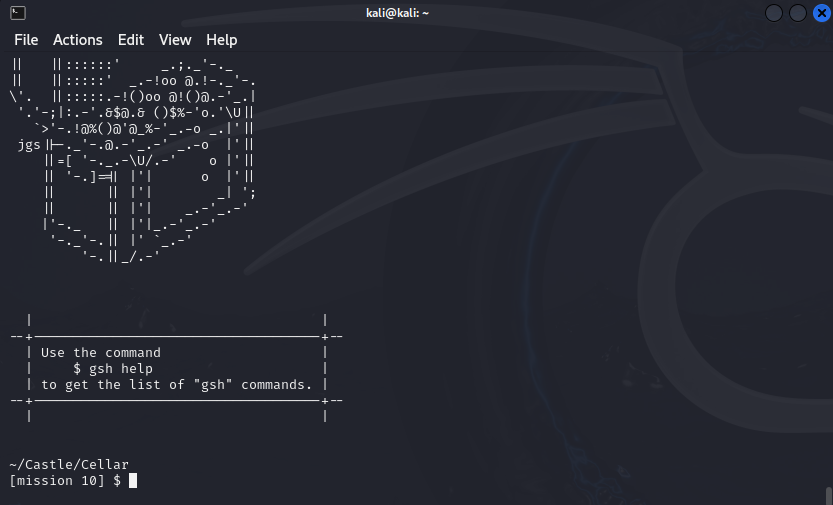 kali@kali: ~
File Actions Edit View Help
||   ||::::::'     _.;._'-._
||   ||:::::'  _.-!oo @.!-._'-.
\'.  ||:::::.-!()oo @!()@.-'_.|
 '.'-;|:.-'.&$@.& ()$%-'o.'\U||
   `>'-.!@%()@'@_%-'_.-o _.|'||
 jgs||-._'-.@.-'_.-' _.-o  |'||
    ||=[ '-._.-\U/.-'    o |'||
    || '-.]=|| |'|      o  |'||
    ||      || |'|        _| ';
    ||      || |'|    _.-'_.-'
    |'-._   || |'|_.-'_.-'
     '-._'-.|| |' `_.-'
         '-.||_/.-'
Use the command
$ gsh help
to get the list of "gsh" commands.
~/Castle/Cellar
[mission 10] $